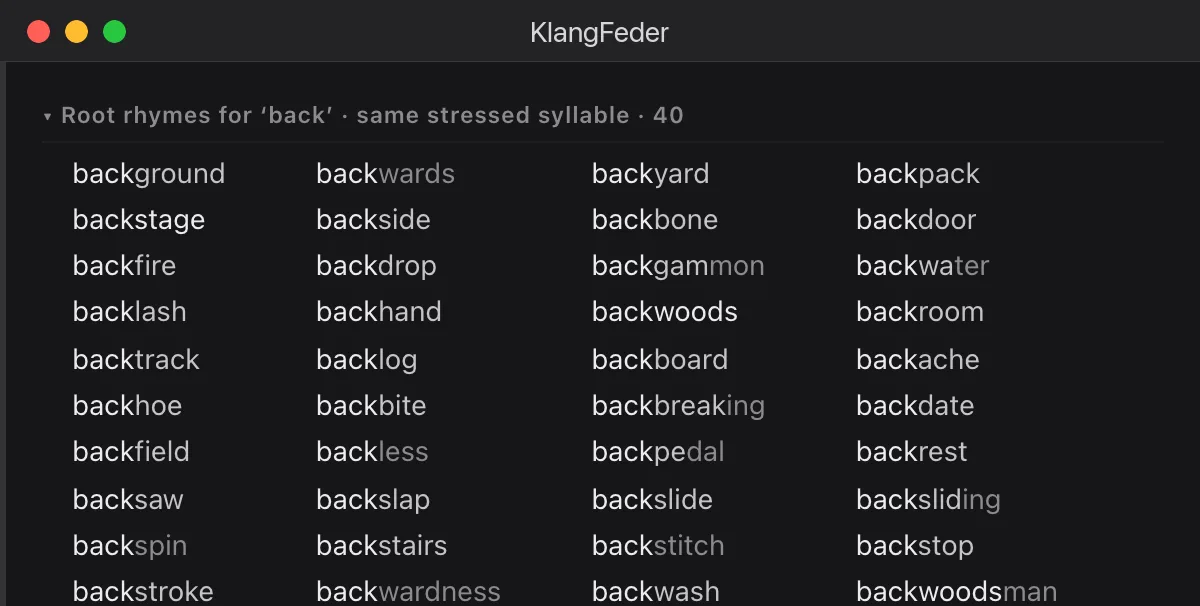 KlangFeder
▾ Root rhymes for ‘back’ · same stressed syllable · 40
background backwards backyard backpack
backstage backside backbone backdoor
backfire backdrop backgammon backwater
backlash backhand backwoods backroom
backtrack backlog backboard backache
backhoe backbite backbreaking backdate
backfield backless backpedal backrest
backsaw backslap backslide backsliding
backspin backstairs backstitch backstop
backstroke backwardness backwash backwoodsman